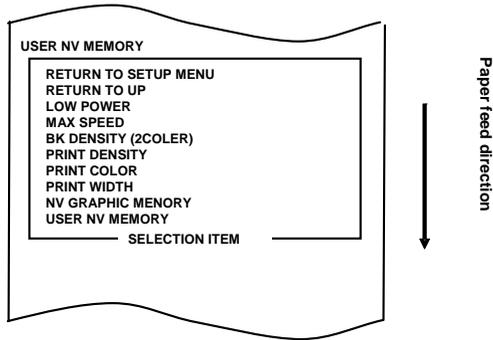 USER NV MEMORY
RETURN TO SETUP MENU
RETURN TO UP
LOW POWER
MAX SPEED
BK DENSITY (2COLER)
PRINT DENSITY
PRINT COLOR
PRINT WIDTH
NV GRAPHIC MENORY
USER NV MEMORY
SELECTION ITEM
Paper feed direction